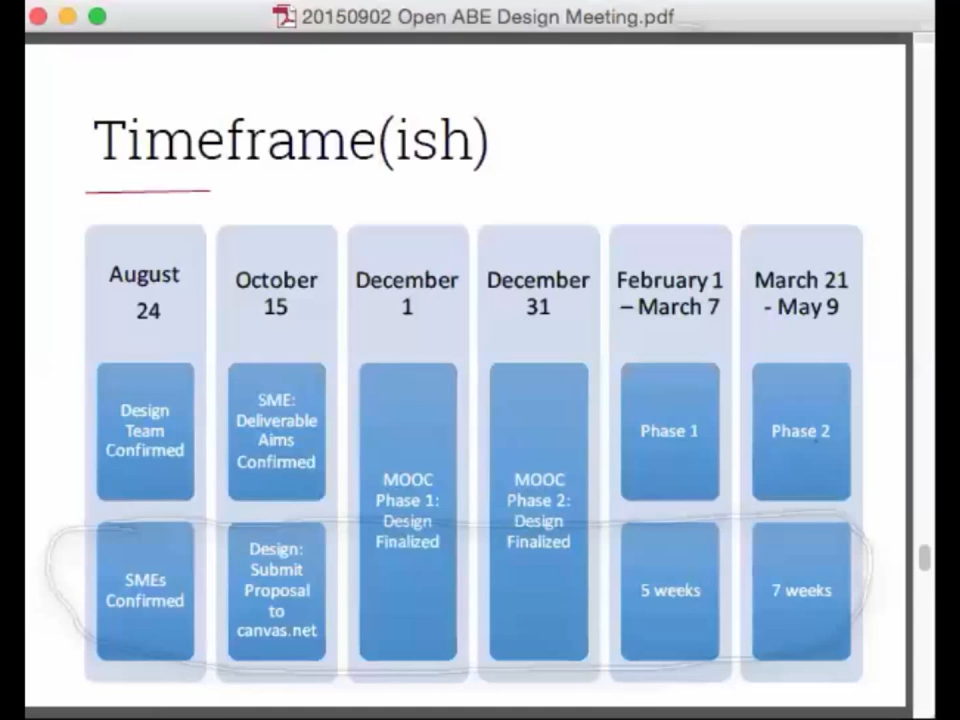 20150902 Open ABE Design Meeting.pdf
Timeframe(ish)
August
24
October
15
December
1
December
31
February 1
– March 7
March 21
- May 9
Design
Team
Confirmed
SME:
Deliverable
Aims
Confirmed
MOOC
Phase 1:
Design
Finalized
MOOC
Phase 2:
Design
Finalized
Phase 1
Phase 2
SMEs
Confirmed
Design:
Submit
Proposal
to
canvas.net
5 weeks
7 weeks